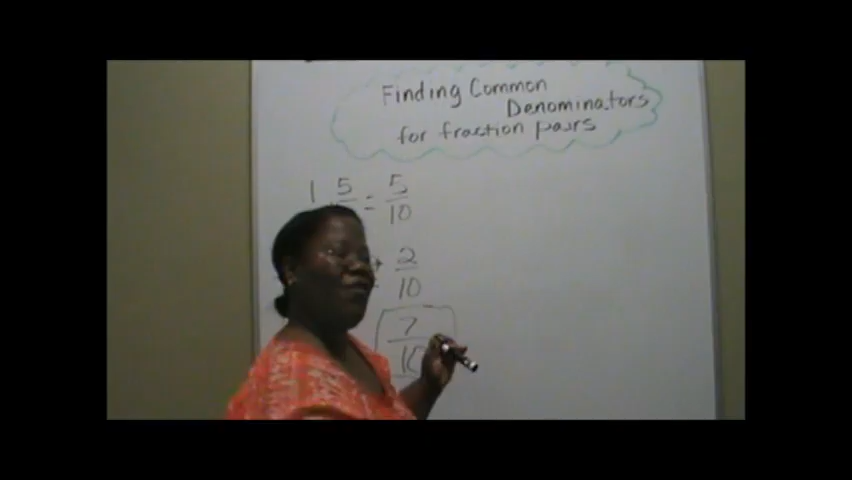 Finding Common
Denominators
for fraction pairs
1 5 = 5
10
+ 2
10
7
10